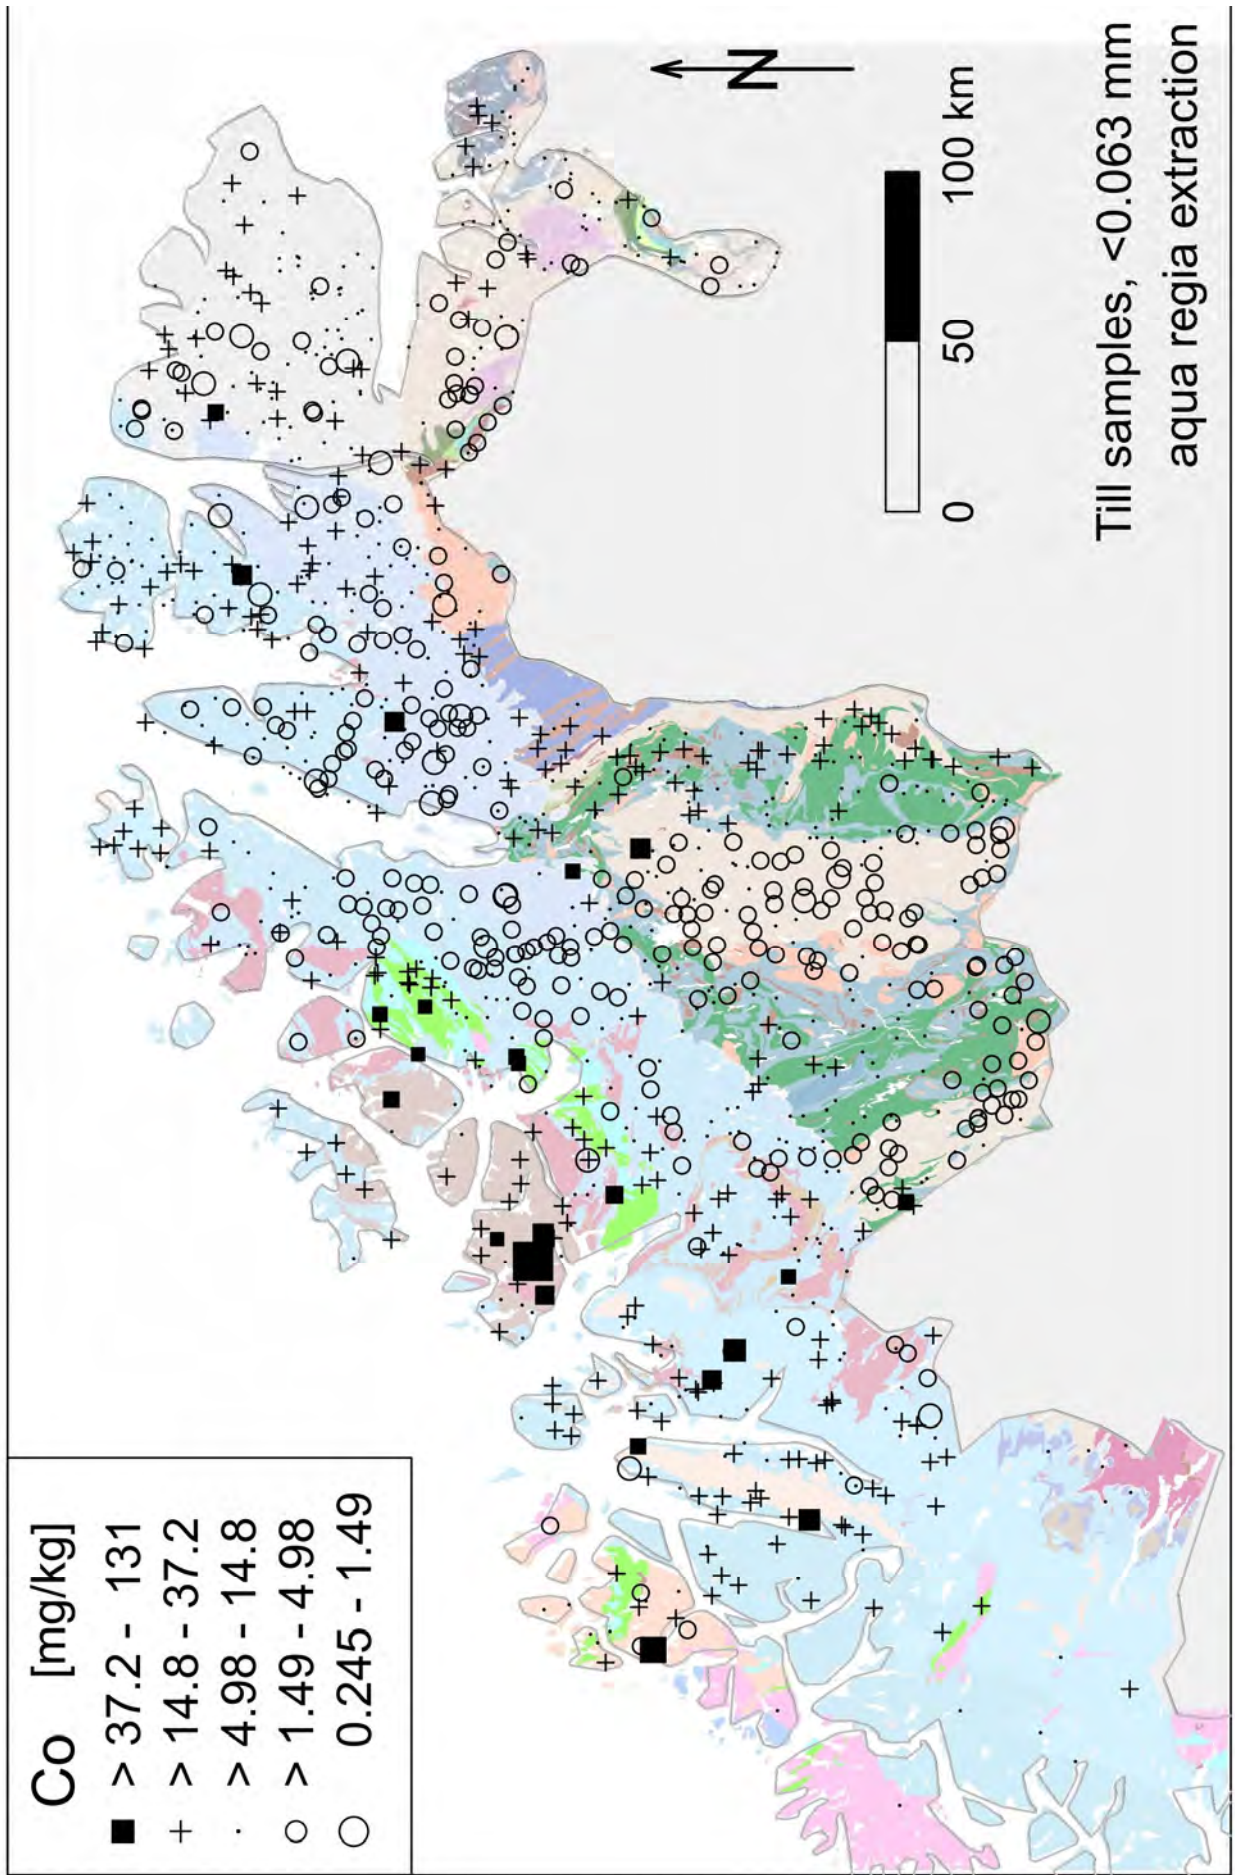 Co [mg/kg]
> 37.2 - 131
> 14.8 - 37.2
> 4.98 - 14.8
> 1.49 - 4.98
0.245 - 1.49
N
0 50 100 km
Till samples, <0.063 mm
aqua regia extraction